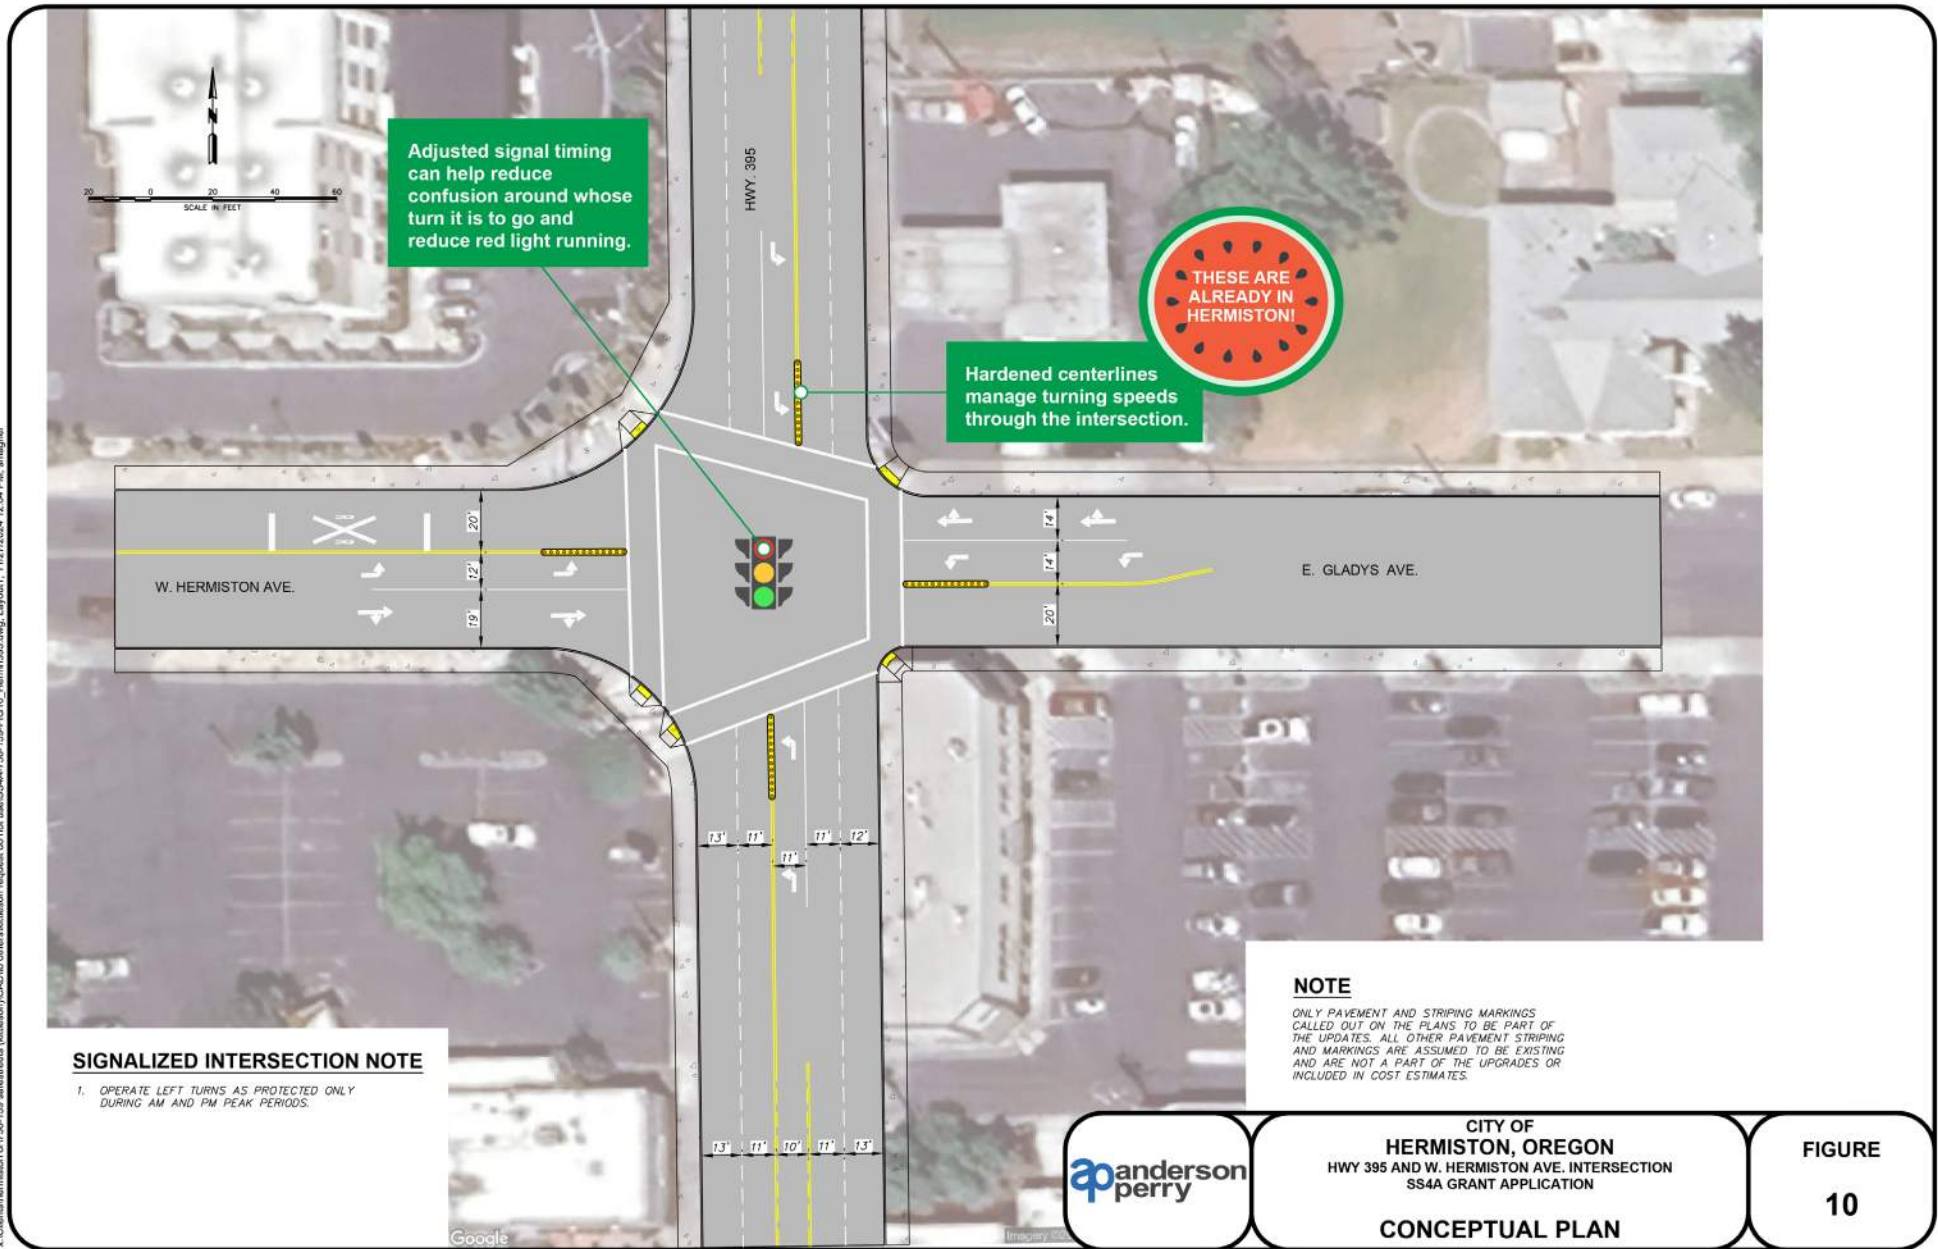 N
20 0 20 40 60
SCALE IN FEET
Adjusted signal timing
can help reduce
confusion around whose
turn it is to go and
reduce red light running.
HWY. 395
THESE ARE
ALREADY IN
HERMISTON!
Hardened centerlines
manage turning speeds
through the intersection.
20'
12'
19'
W. HERMISTON AVE.
14'
14'
20'
E. GLADYS AVE.
13' 11' 11' 11' 12'
13' 11' 10' 11' 13'
SIGNALIZED INTERSECTION NOTE
1. OPERATE LEFT TURNS AS PROTECTED ONLY
DURING AM AND PM PEAK PERIODS.
NOTE
ONLY PAVEMENT AND STRIPING MARKINGS
CALLED OUT ON THE PLANS TO BE PART OF
THE UPDATES. ALL OTHER PAVEMENT STRIPING
AND MARKINGS ARE ASSUMED TO BE EXISTING
AND ARE NOT A PART OF THE UPGRADES OR
INCLUDED IN COST ESTIMATES.
Google
Imagery
ap anderson
perry
CITY OF
HERMISTON, OREGON
HWY 395 AND W. HERMISTON AVE. INTERSECTION
SS4A GRANT APPLICATION
CONCEPTUAL PLAN
FIGURE
10